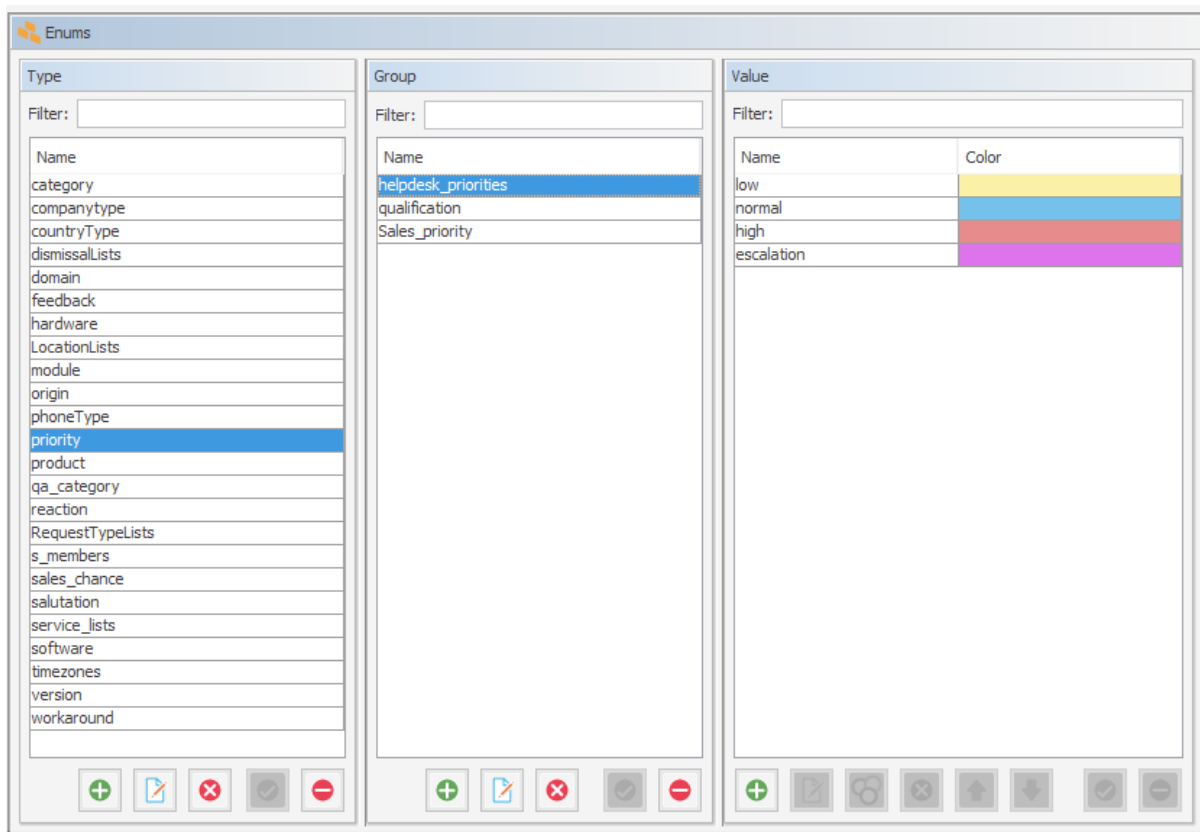 Enums
Type
Filter:
Name
category
companytype
countryType
dismissalLists
domain
feedback
hardware
LocationLists
module
origin
phoneType
priority
product
qa_category
reaction
RequestTypeLists
s_members
sales_chance
salutation
service_lists
software
timezones
version
workaround
Group
Filter:
Name
helpdesk_priorities
qualification
Sales_priority
Value
Filter:
Name Color
low
normal
high
escalation